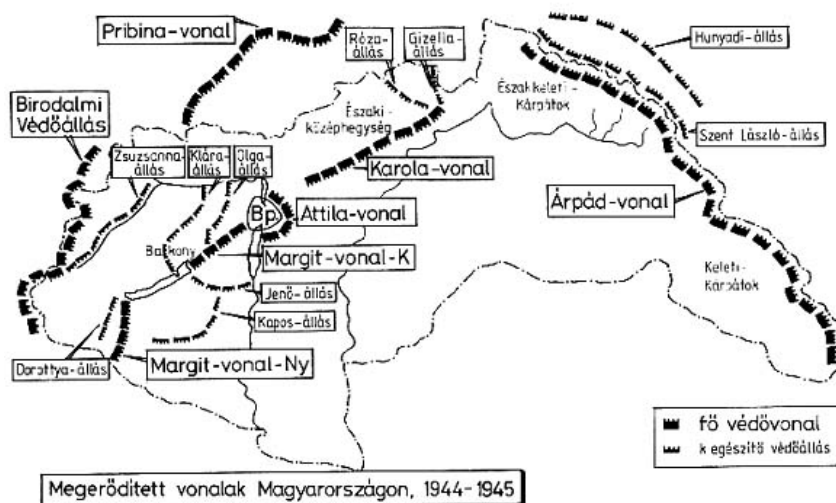 Pribina-vonal
Róza-
állás
Gizella-
állás
Hunyadi-állás
Birodalmi
Védőállás
Északi-
középhegység
Északkeleti-
Kárpátok
Zsuzsanna-
állás
Klára-
állás
Olga-
állás
Szent László-állás
Karola-vonal
Árpád-vonal
Bp.
Attila-vonal
Bakony
Margit-vonal-K
Keleti-
Kárpátok
Jenő-állás
Kapos-állás
Dorottya-állás
Margit-vonal-Ny
fő védővonal
kiegészítő védőállás
Megerődített vonalak Magyarországon, 1944-1945